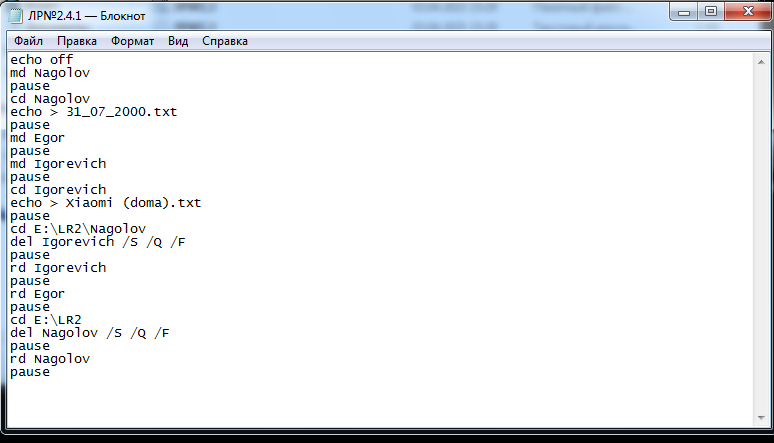 ЛР№2.4.1 — Блокнот
Файл Правка Формат Вид Справка
echo off
md Nagolov
pause
cd Nagolov
echo > 31_07_2000.txt
pause
md Egor
pause
md Igorevich
pause
cd Igorevich
echo > Xiaomi (doma).txt
pause
cd E:\LR2\Nagolov
del Igorevich /S /Q /F
pause
rd Igorevich
pause
rd Egor
pause
cd E:\LR2
del Nagolov /S /Q /F
pause
rd Nagolov
pause